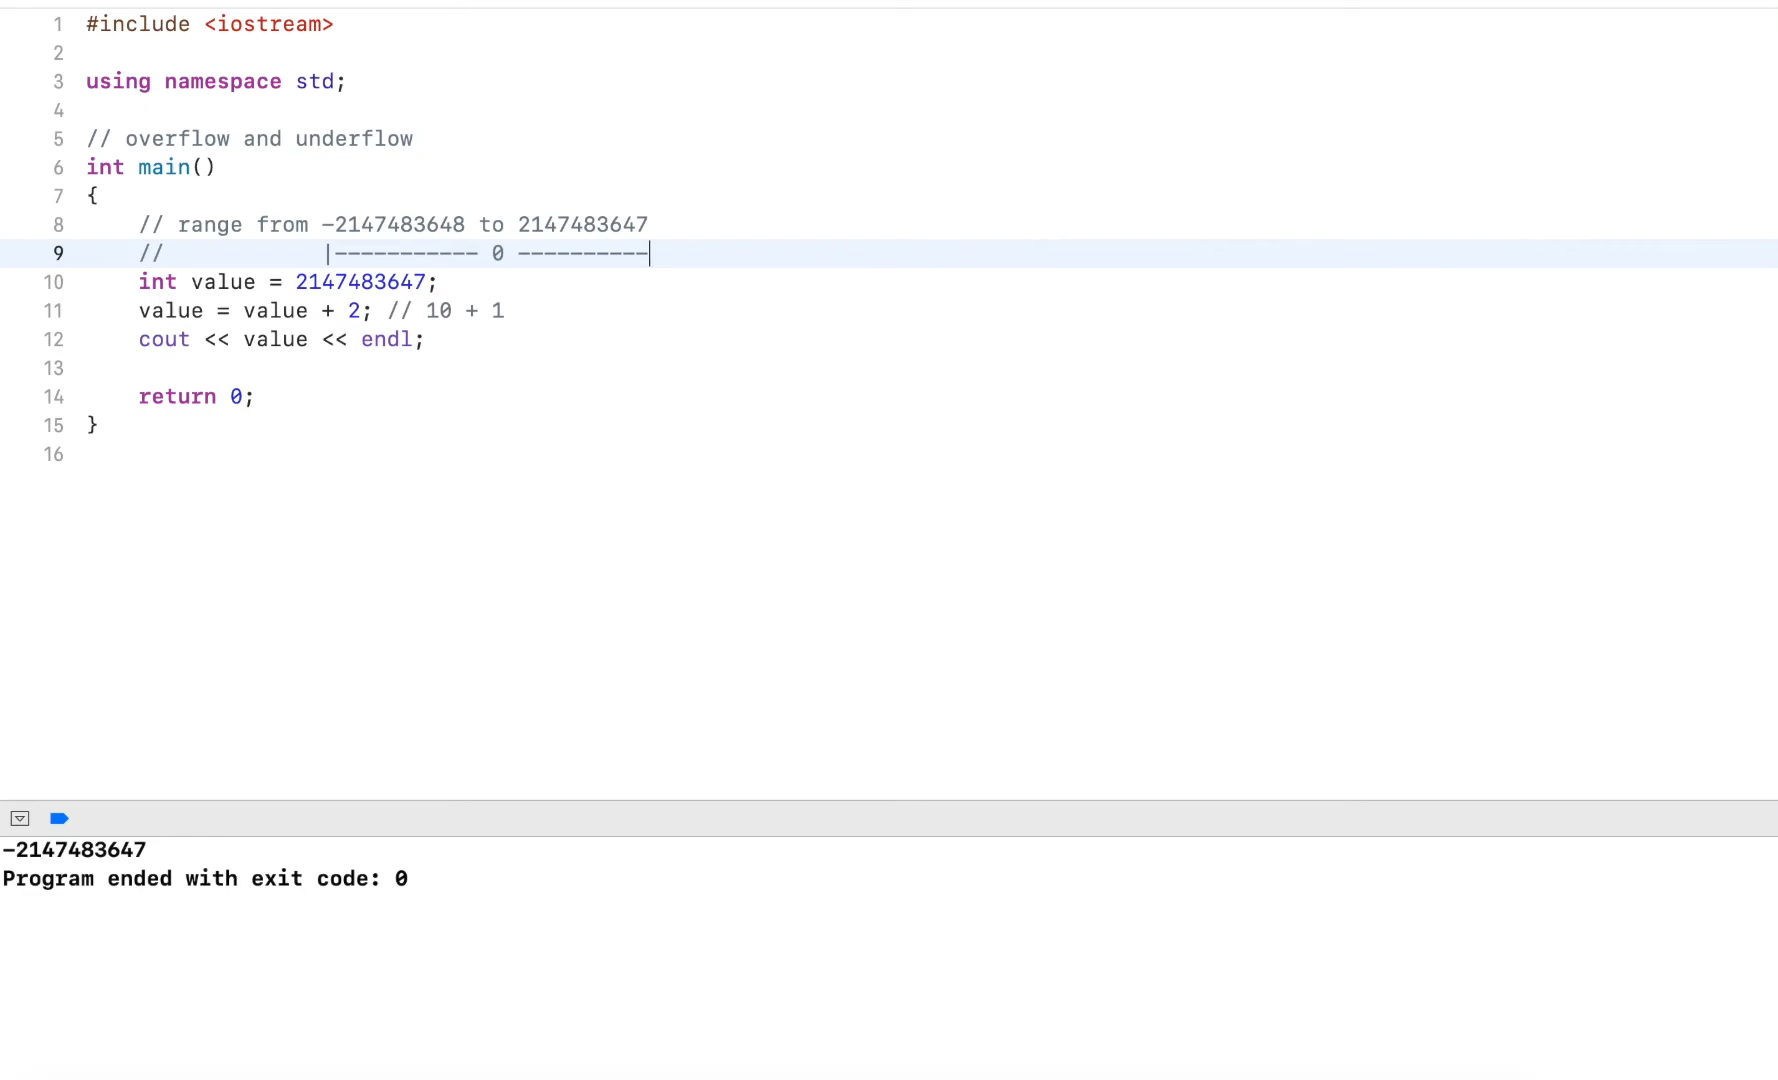 1 #include <iostream>
2
3 using namespace std;
4
5 // overflow and underflow
6 int main()
7 {
8     // range from -2147483648 to 2147483647
9     //             |----------- 0 ----------|
10     int value = 2147483647;
11     value = value + 2; // 10 + 1
12     cout << value << endl;
13
14     return 0;
15 }
16
-2147483647
Program ended with exit code: 0